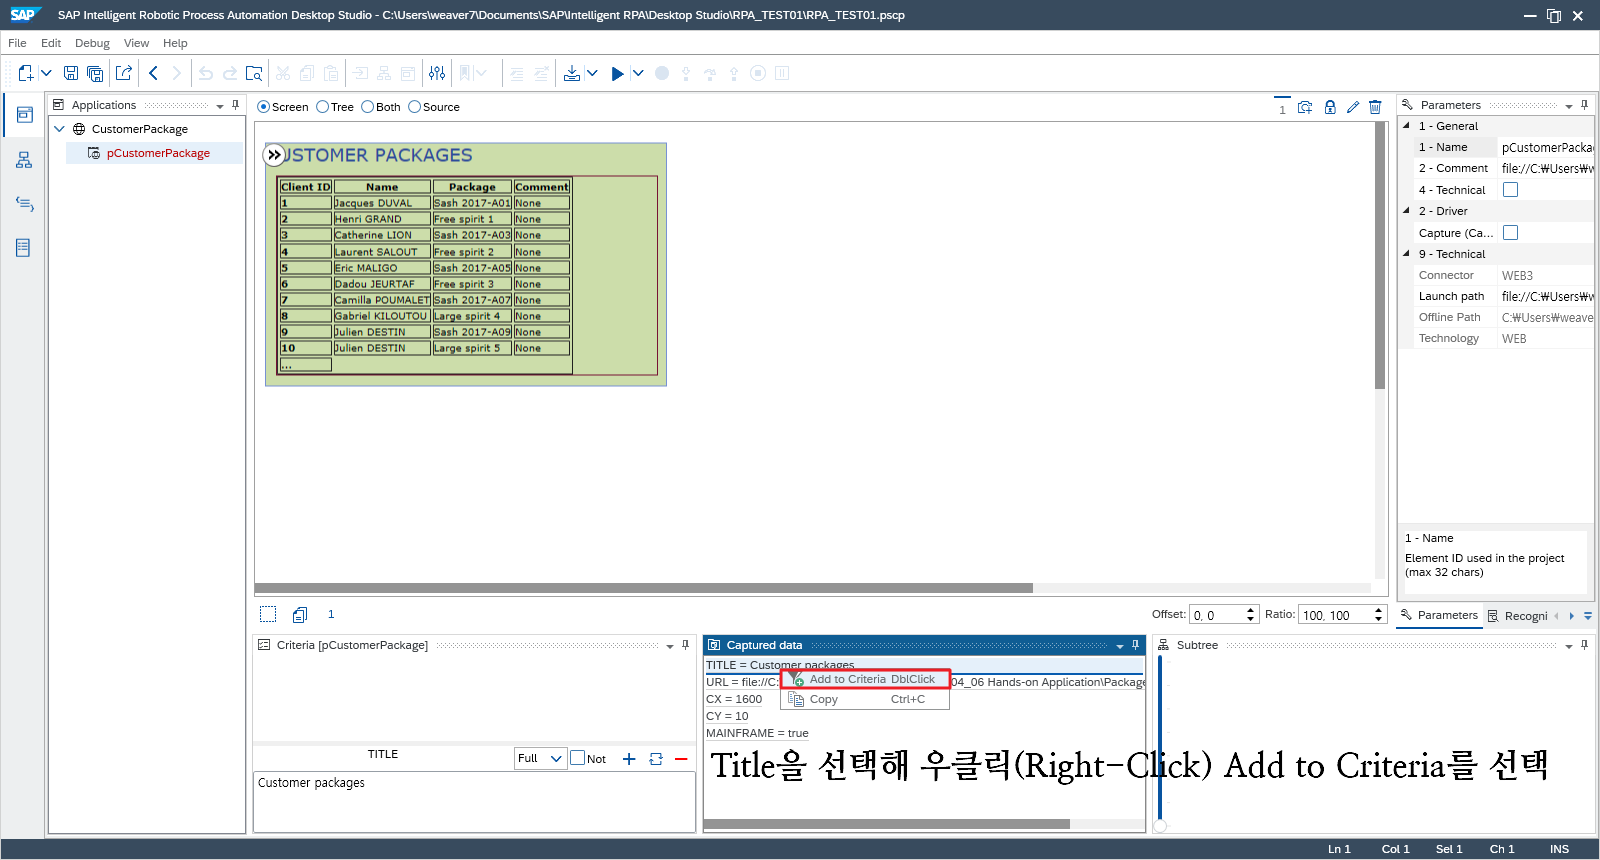 SAP SAP Intelligent Robotic Process Automation Desktop Studio - C:\Users\weaver7\Documents\SAP\Intelligent RPA\Desktop Studio\RPA_TEST01\RPA_TEST01.pscp
File Edit Debug View Help
Applications
CustomerPackage
pCustomerPackage
Screen Tree Both Source
1
USTOMER PACKAGES
Client ID Name Package Comment
1 Jacques DUVAL Sash 2017-A01 None
2 Henri GRAND Free spirit 1 None
3 Catherine LION Sash 2017-A03 None
4 Laurent SALOUT Free spirit 2 None
5 Eric MALIGO Sash 2017-A05 None
6 Dadou JEURTAF Free spirit 3 None
7 Camilla POUMALET Sash 2017-A07 None
8 Gabriel KILOUTOU Large spirit 4 None
9 Julien DESTIN Sash 2017-A09 None
10 Julien DESTIN Large spirit 5 None
...
Parameters
1 - General
1 - Name pCustomerPacka
2 - Comment file://C:₩Users₩w
4 - Technical
2 - Driver
Capture (Ca...
9 - Technical
Connector WEB3
Launch path file://C:₩Users₩w
Offline Path C:₩Users₩weave
Technology WEB
1 - Name
Element ID used in the project
(max 32 chars)
Parameters Recogni
1
Offset: 0, 0 Ratio: 100, 100
Criteria [pCustomerPackage]
TITLE Full Not
Customer packages
Captured data
TITLE = Customer packages
URL = file://C: 04_06 Hands-on Application\Package
CX = 1600
CY = 10
MAINFRAME = true
Add to Criteria DblClick
Copy Ctrl+C
Subtree
Title을 선택해 우클릭(Right-Click) Add to Criteria를 선택
Ln 1 Col 1 Sel 1 Ch 1 INS